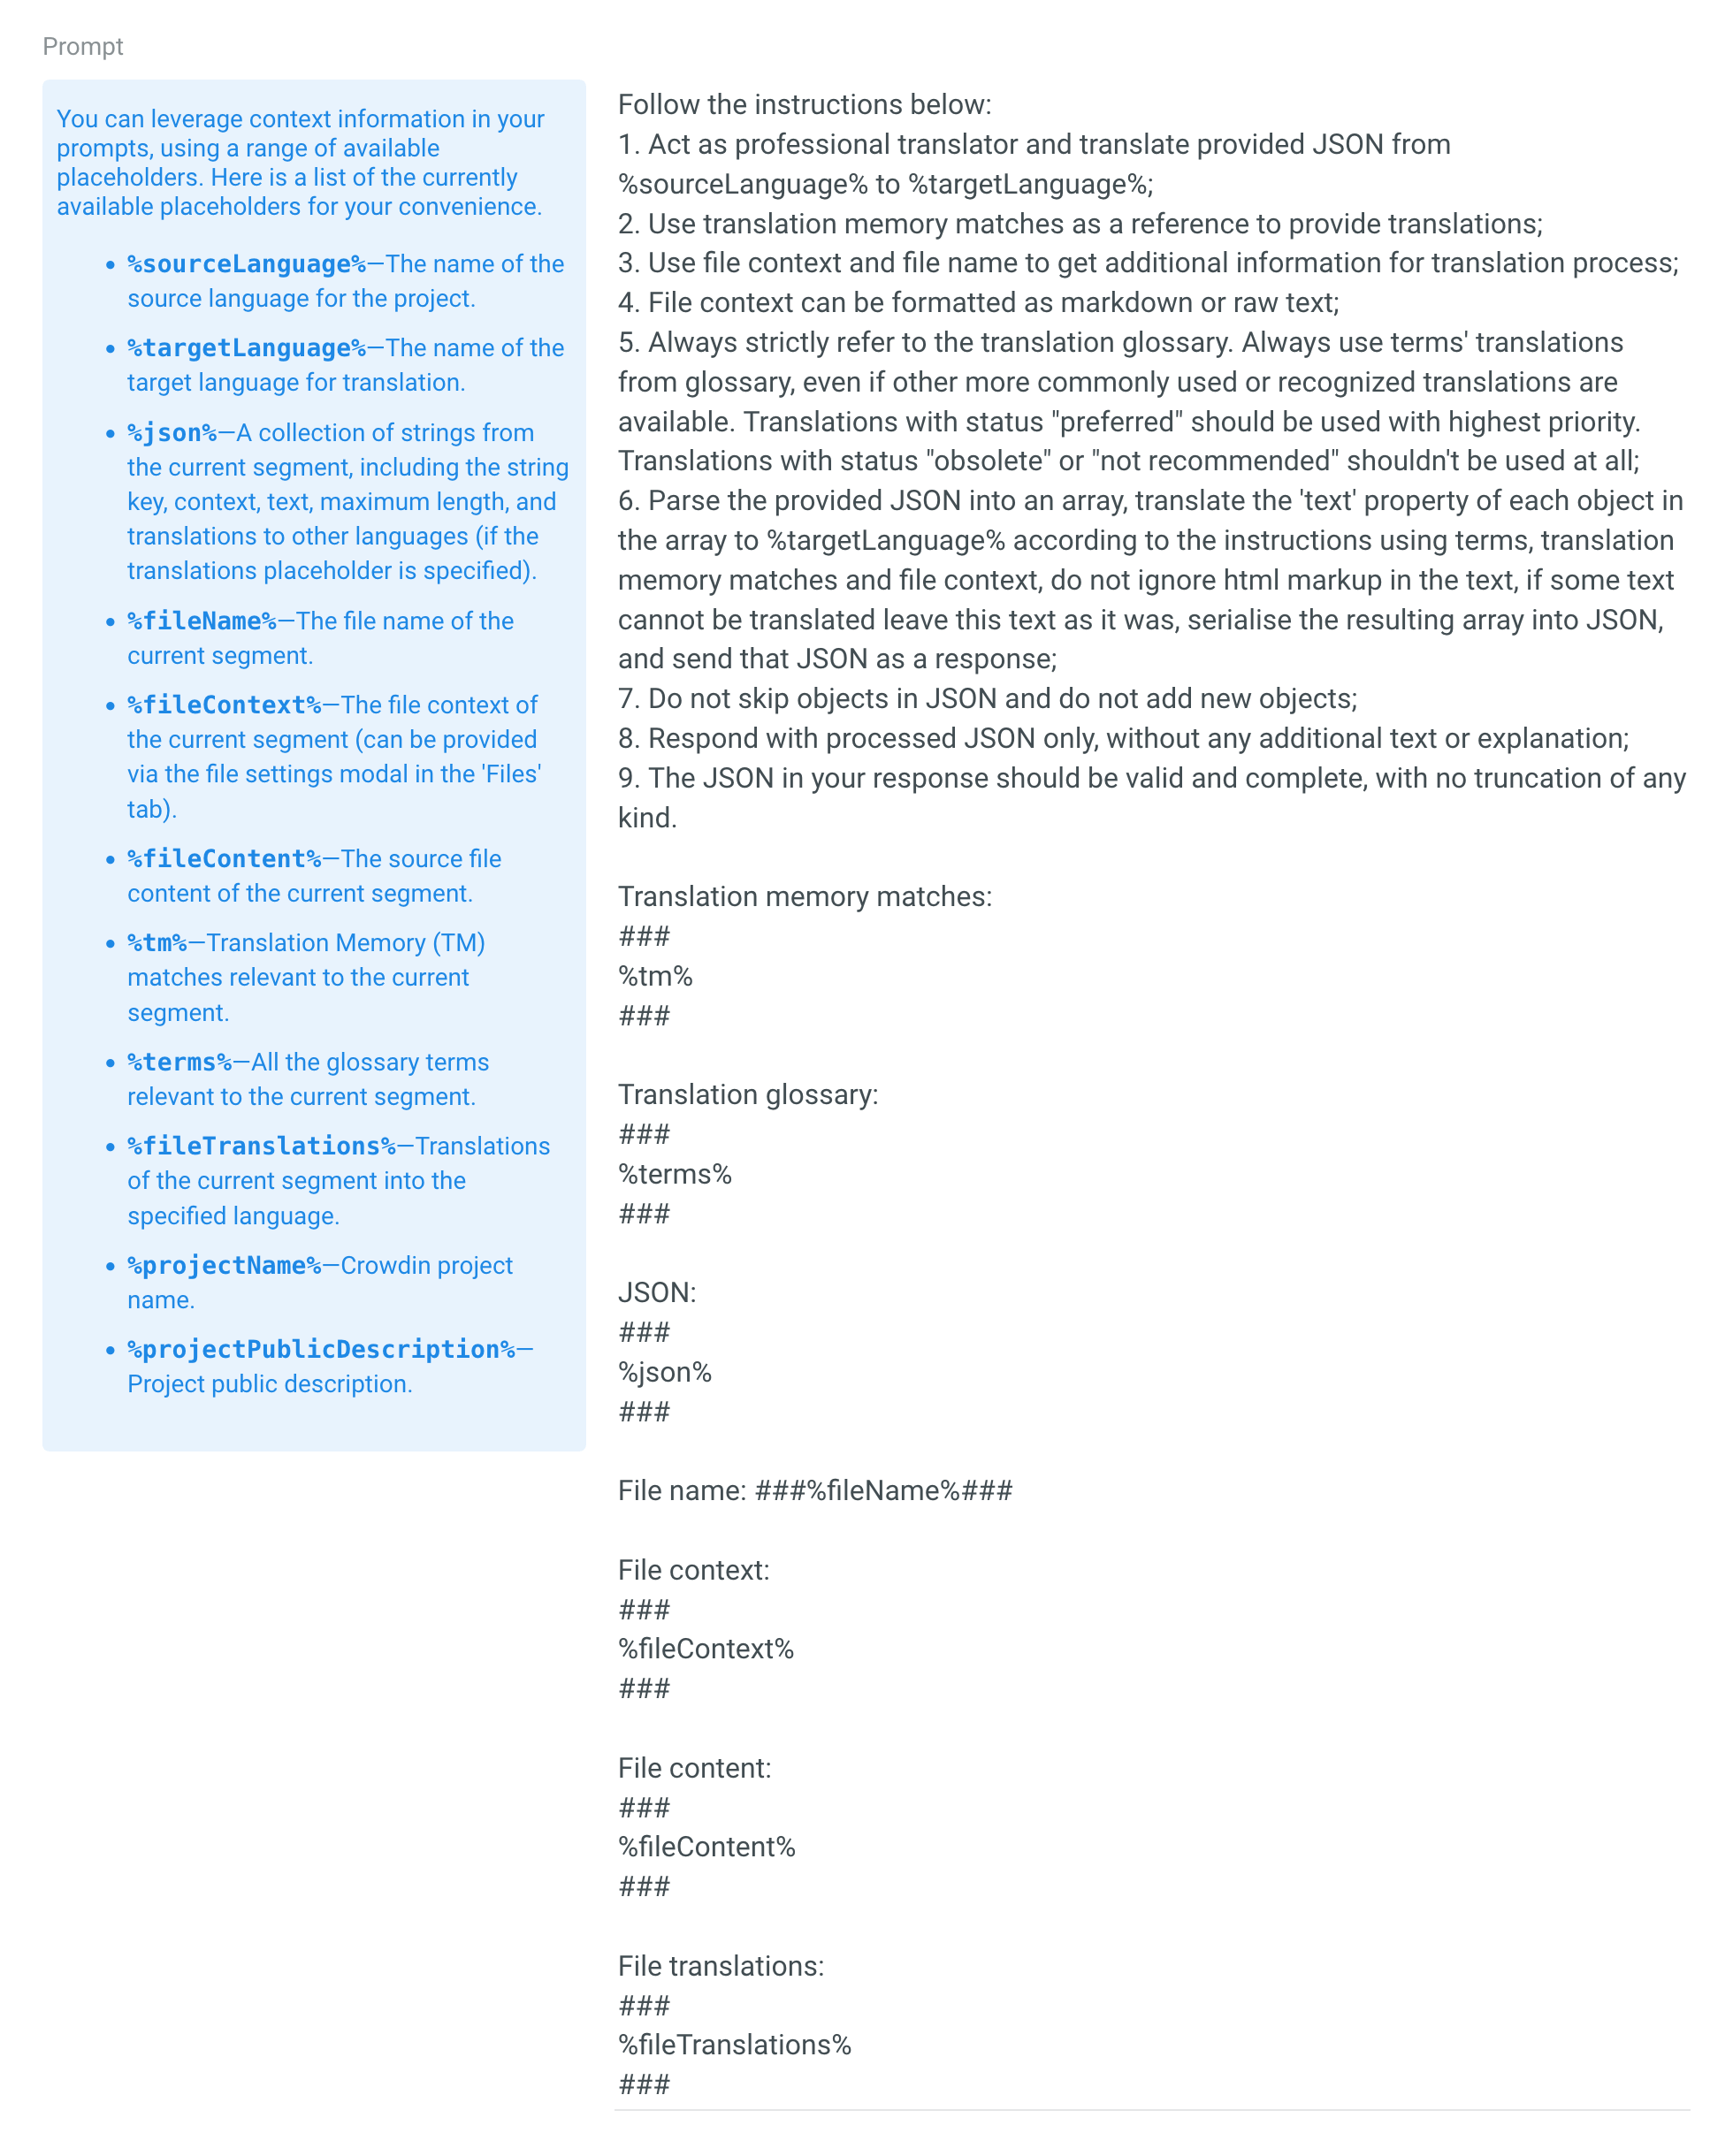 Prompt
You can leverage context information in your
prompts, using a range of available
placeholders. Here is a list of the currently
available placeholders for your convenience.
• %sourceLanguage%—The name of the
source language for the project.
• %targetLanguage%—The name of the
target language for translation.
• %json%—A collection of strings from
the current segment, including the string
key, context, text, maximum length, and
translations to other languages (if the
translations placeholder is specified).
• %fileName%—The file name of the
current segment.
• %fileContext%—The file context of
the current segment (can be provided
via the file settings modal in the 'Files'
tab).
• %fileContent%—The source file
content of the current segment.
• %tm%—Translation Memory (TM)
matches relevant to the current
segment.
• %terms%—All the glossary terms
relevant to the current segment.
• %fileTranslations%—Translations
of the current segment into the
specified language.
• %projectName%—Crowdin project
name.
• %projectPublicDescription%—
Project public description.
Follow the instructions below:
1. Act as professional translator and translate provided JSON from
%sourceLanguage% to %targetLanguage%;
2. Use translation memory matches as a reference to provide translations;
3. Use file context and file name to get additional information for translation process;
4. File context can be formatted as markdown or raw text;
5. Always strictly refer to the translation glossary. Always use terms' translations
from glossary, even if other more commonly used or recognized translations are
available. Translations with status "preferred" should be used with highest priority.
Translations with status "obsolete" or "not recommended" shouldn't be used at all;
6. Parse the provided JSON into an array, translate the 'text' property of each object in
the array to %targetLanguage% according to the instructions using terms, translation
memory matches and file context, do not ignore html markup in the text, if some text
cannot be translated leave this text as it was, serialise the resulting array into JSON,
and send that JSON as a response;
7. Do not skip objects in JSON and do not add new objects;
8. Respond with processed JSON only, without any additional text or explanation;
9. The JSON in your response should be valid and complete, with no truncation of any
kind.
Translation memory matches:
###
%tm%
###
Translation glossary:
###
%terms%
###
JSON:
###
%json%
###
File name: ###%fileName%###
File context:
###
%fileContext%
###
File content:
###
%fileContent%
###
File translations:
###
%fileTranslations%
###